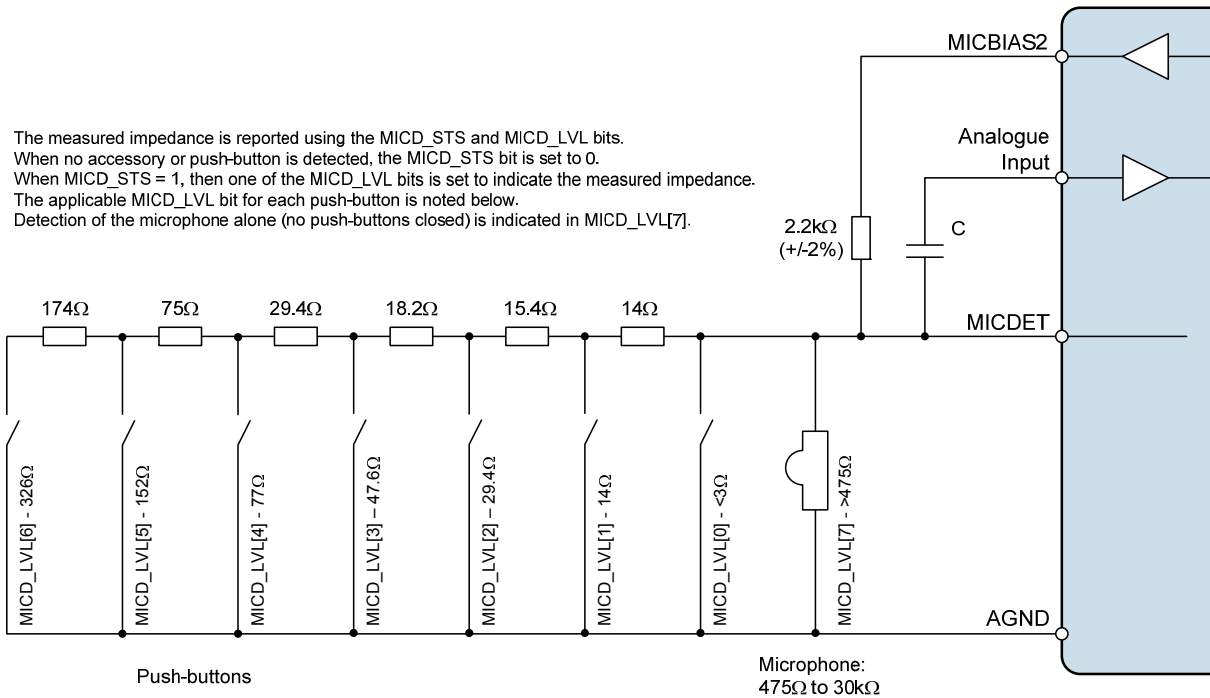 MICBIAS2
The measured impedance is reported using the MICD_STS and MICD_LVL bits.
When no accessory or push-button is detected, the MICD_STS bit is set to 0.
When MICD_STS = 1, then one of the MICD_LVL bits is set to indicate the measured impedance.
The applicable MICD_LVL bit for each push-button is noted below.
Detection of the microphone alone (no push-buttons closed) is indicated in MICD_LVL[7].
Analogue
Input
2.2kΩ
(+/-2%)
C
174Ω
75Ω
29.4Ω
18.2Ω
15.4Ω
14Ω
MICDET
MICD_LVL[6] - 326Ω
MICD_LVL[5] - 152Ω
MICD_LVL[4] - 77Ω
MICD_LVL[3] – 47.6Ω
MICD_LVL[2] – 29.4Ω
MICD_LVL[1] - 14Ω
MICD_LVL[0] - <3Ω
MICD_LVL[7] - >475Ω
AGND
Push-buttons
Microphone:
475Ω to 30kΩ